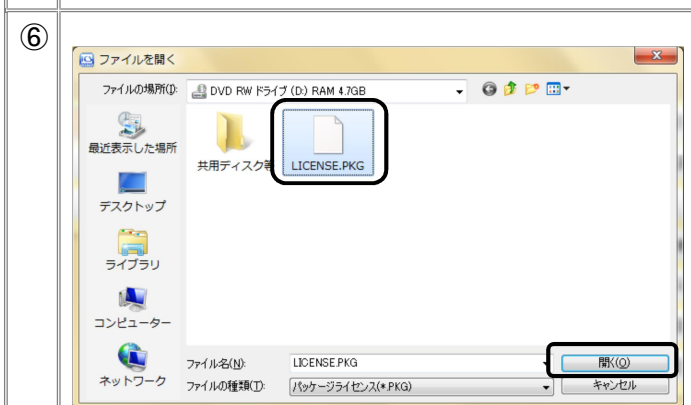 ⑥
ファイルを開く
ファイルの場所(I):
DVD RW ドライブ (D:) RAM 4.7GB
最近表示した場所
デスクトップ
ライブラリ
コンピューター
ネットワーク
共用ディスク等
LICENSE.PKG
ファイル名(N):
LICENSE.PKG
開く(O)
ファイルの種類(T):
パッケージライセンス(*.PKG)
キャンセル